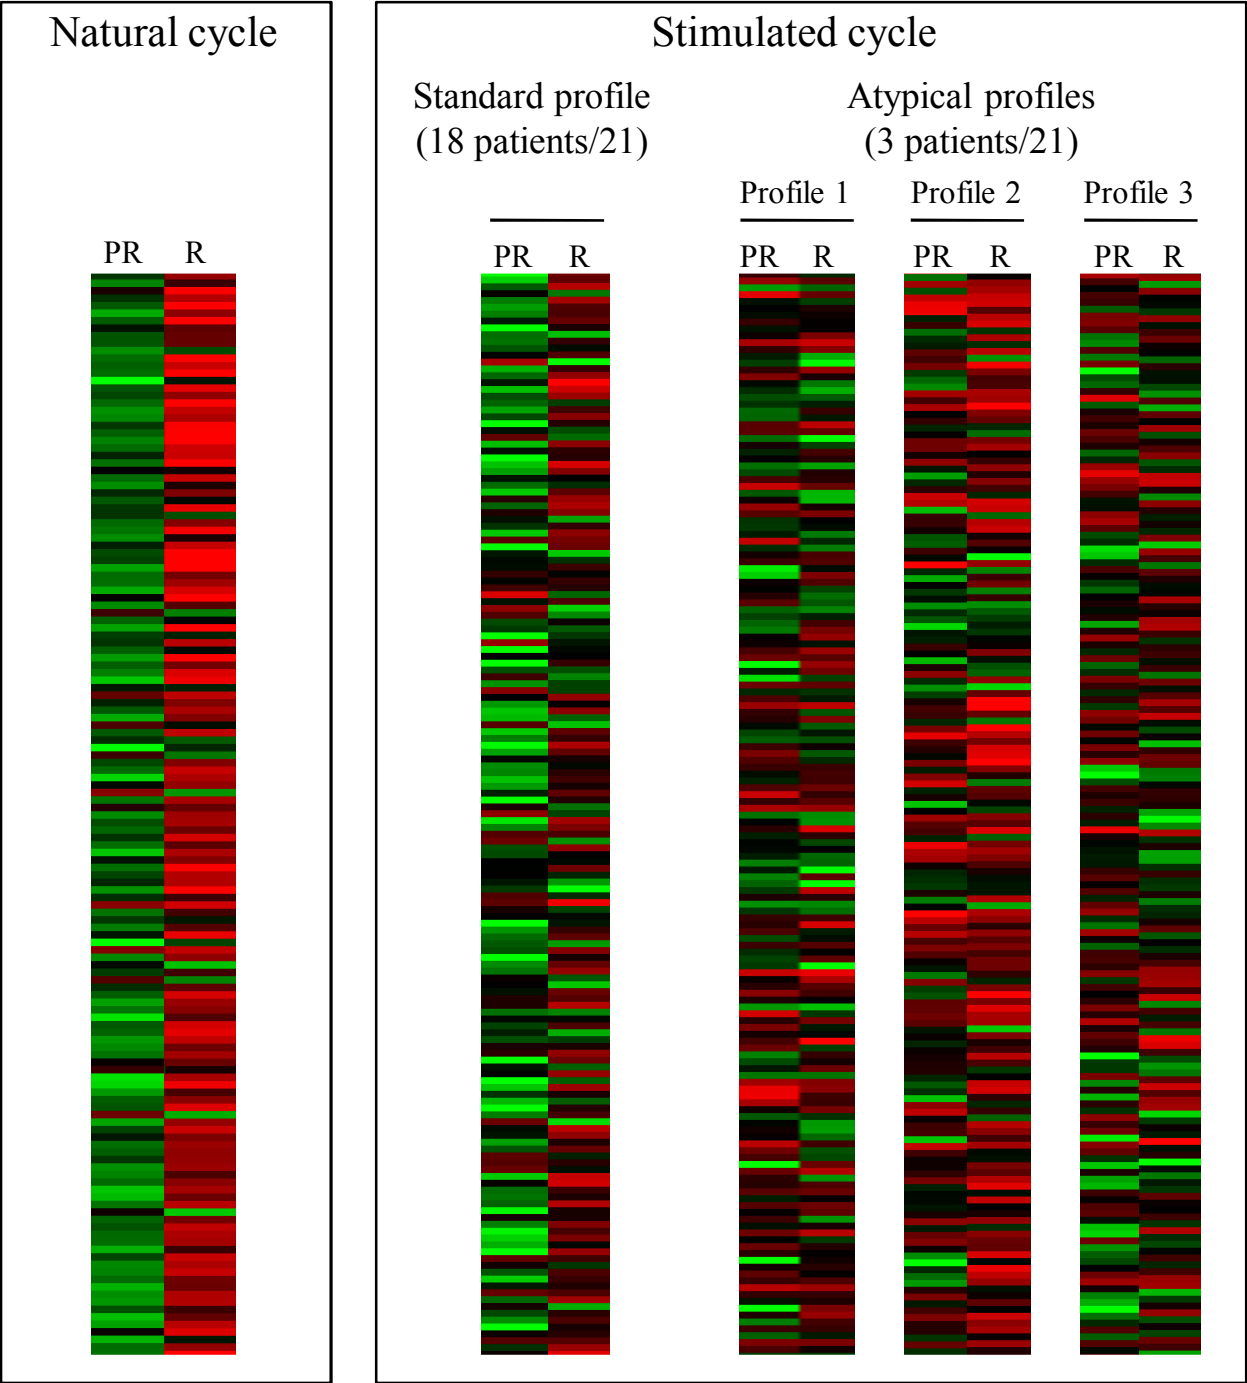 Natural cycle
PR R
Stimulated cycle
Standard profile
(18 patients/21)
PR R
Atypical profiles
(3 patients/21)
Profile 1 Profile 2 Profile 3
PR R PR R PR R